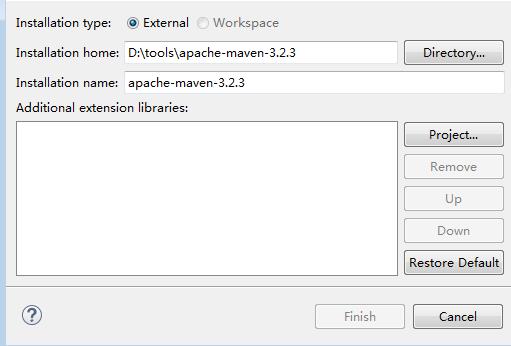 Installation type: External Workspace
Installation home: D:\tools\apache-maven-3.2.3 Directory...
Installation name: apache-maven-3.2.3
Additional extension libraries:
Project...
Remove
Up
Down
Restore Default
? Finish Cancel